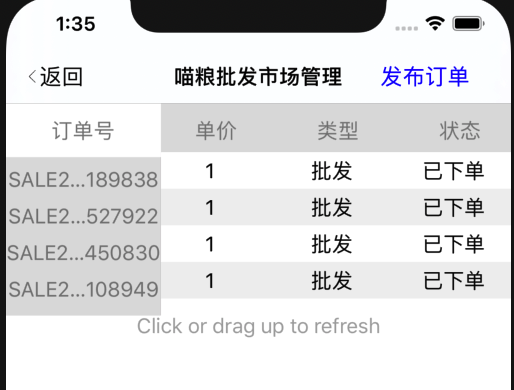 1:35
返回 喵粮批发市场管理 发布订单
订单号 单价 类型 状态
SALE2...189838 1 批发 已下单
SALE2...527922 1 批发 已下单
SALE2...450830 1 批发 已下单
SALE2...108949 1 批发 已下单
Click or drag up to refresh